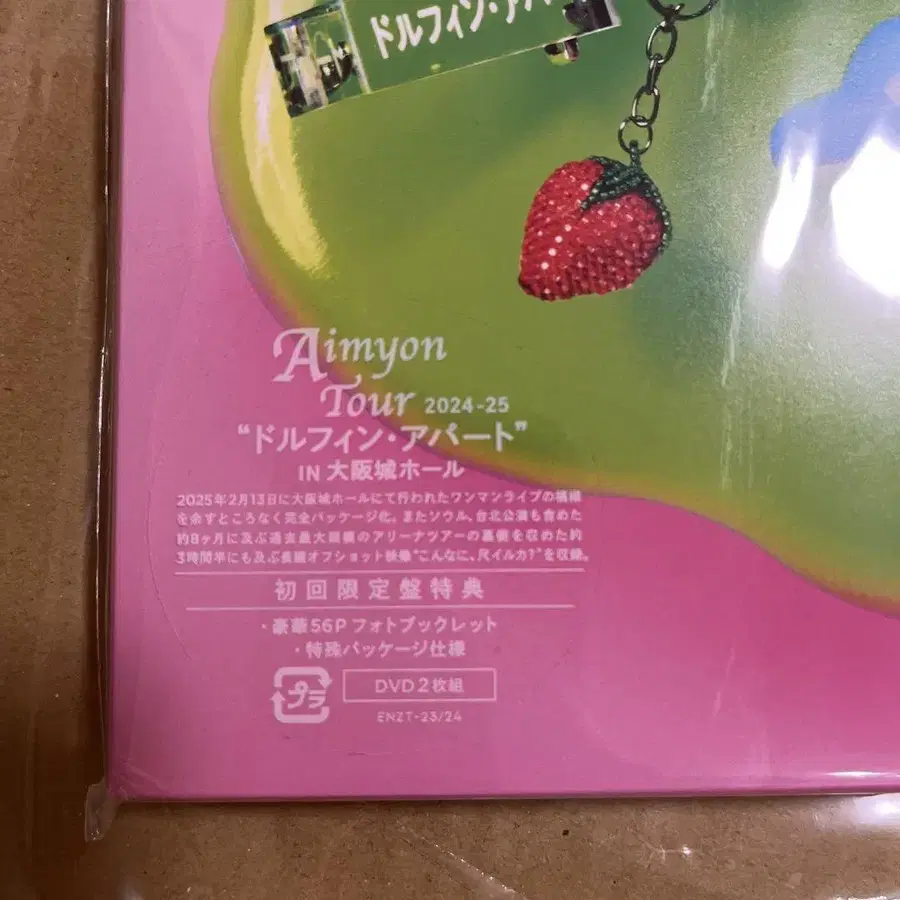 ドルフィン・アパ
Aimyon
Tour 2024-25
“ドルフィン・アパート”
IN 大阪城ホール
2025年2月13日に大阪城ホールにて行われたワンマンライブの模様
を余すところなく完全パッケージ化。またソウル、台北公演も含めた
約8ヶ月に及ぶ過去最大規模のアリーナツアーの裏側を収めた約
3時間半にも及ぶ長編オフショット映像“こんなに、尺イルカ?”を収録。
初回限定盤特典
・豪華56Pフォトブックレット
・特殊パッケージ仕様
プラ
DVD2枚組
ENZT-23/24